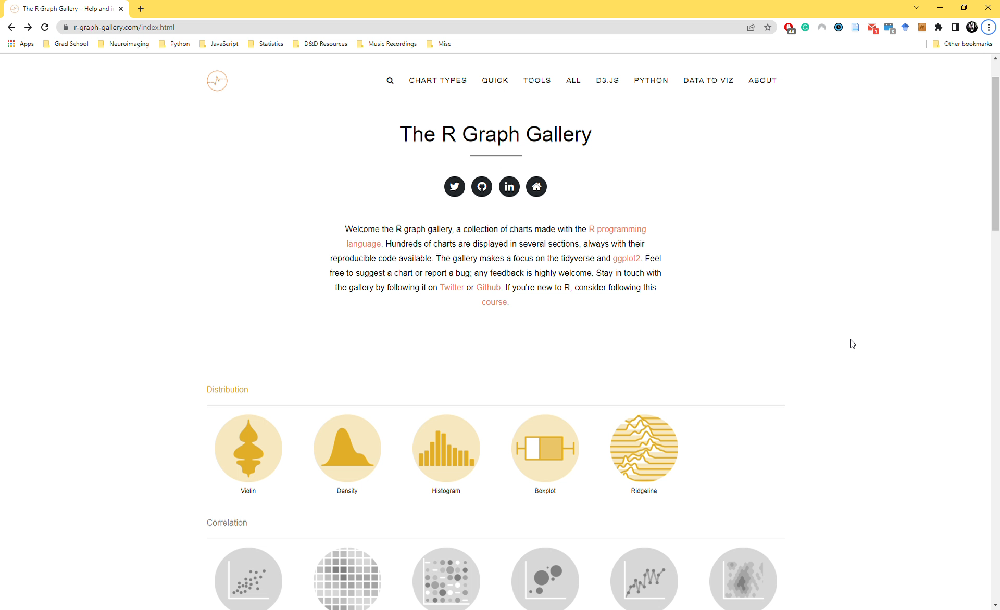 The R Graph Gallery – Help and i
r-graph-gallery.com/index.html
44
1
X
Apps Grad School Neuroimaging Python JavaScript Statistics D&D Resources Music Recordings Misc Other bookmarks
CHART TYPES QUICK TOOLS ALL D3.JS PYTHON DATA TO VIZ ABOUT
The R Graph Gallery
in
Welcome the R graph gallery, a collection of charts made with the R programming
language. Hundreds of charts are displayed in several sections, always with their
reproducible code available. The gallery makes a focus on the tidyverse and ggplot2. Feel
free to suggest a chart or report a bug; any feedback is highly welcome. Stay in touch with
the gallery by following it on Twitter or Github. If you're new to R, consider following this
course.
Distribution
Violin Density Histogram Boxplot Ridgeline
Correlation